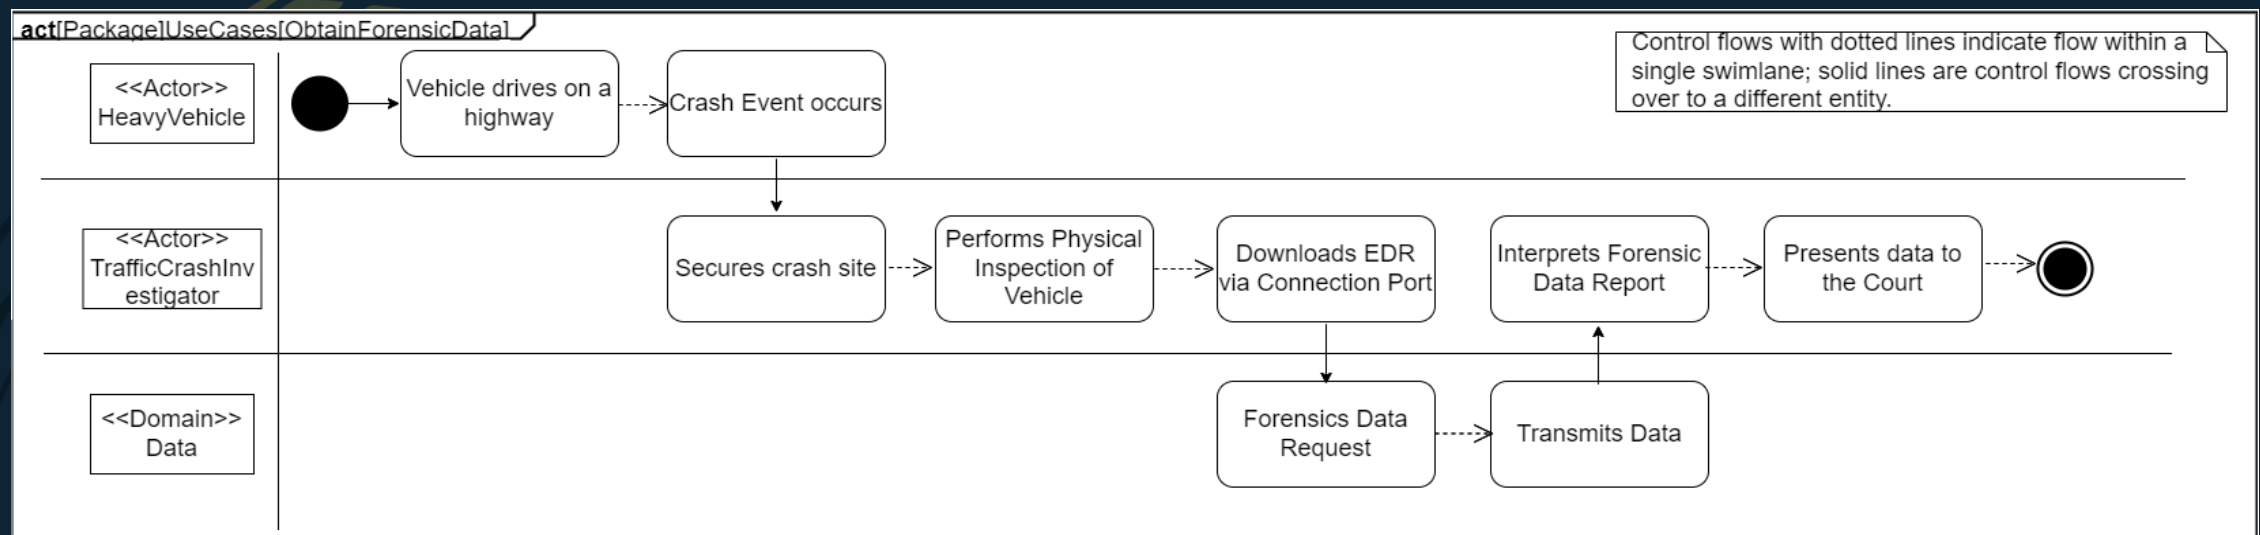 act[Package]UseCases[ObtainForensicData]
Control flows with dotted lines indicate flow within a
single swimlane; solid lines are control flows crossing
over to a different entity.
<<Actor>>
HeavyVehicle
Vehicle drives on a
highway
Crash Event occurs
<<Actor>>
TrafficCrashInv
estigator
Secures crash site
Performs Physical
Inspection of
Vehicle
Downloads EDR
via Connection Port
Interprets Forensic
Data Report
Presents data to
the Court
<<Domain>>
Data
Forensics Data
Request
Transmits Data